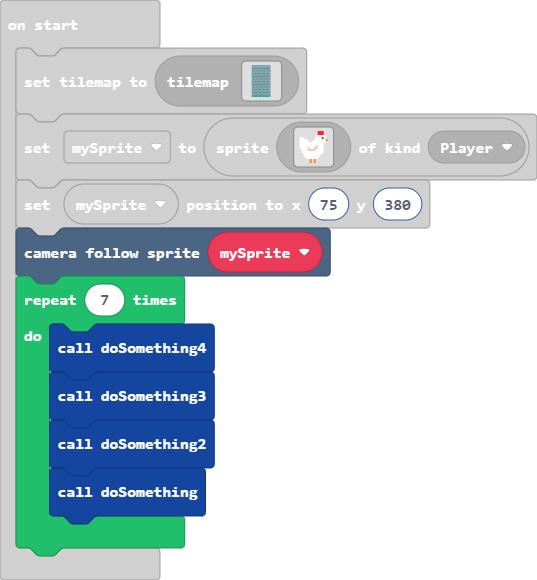 on start
set tilemap to tilemap
set mySprite to sprite of kind Player
set mySprite position to x 75 y 380
camera follow sprite mySprite
repeat 7 times
do
call doSomething4
call doSomething3
call doSomething2
call doSomething